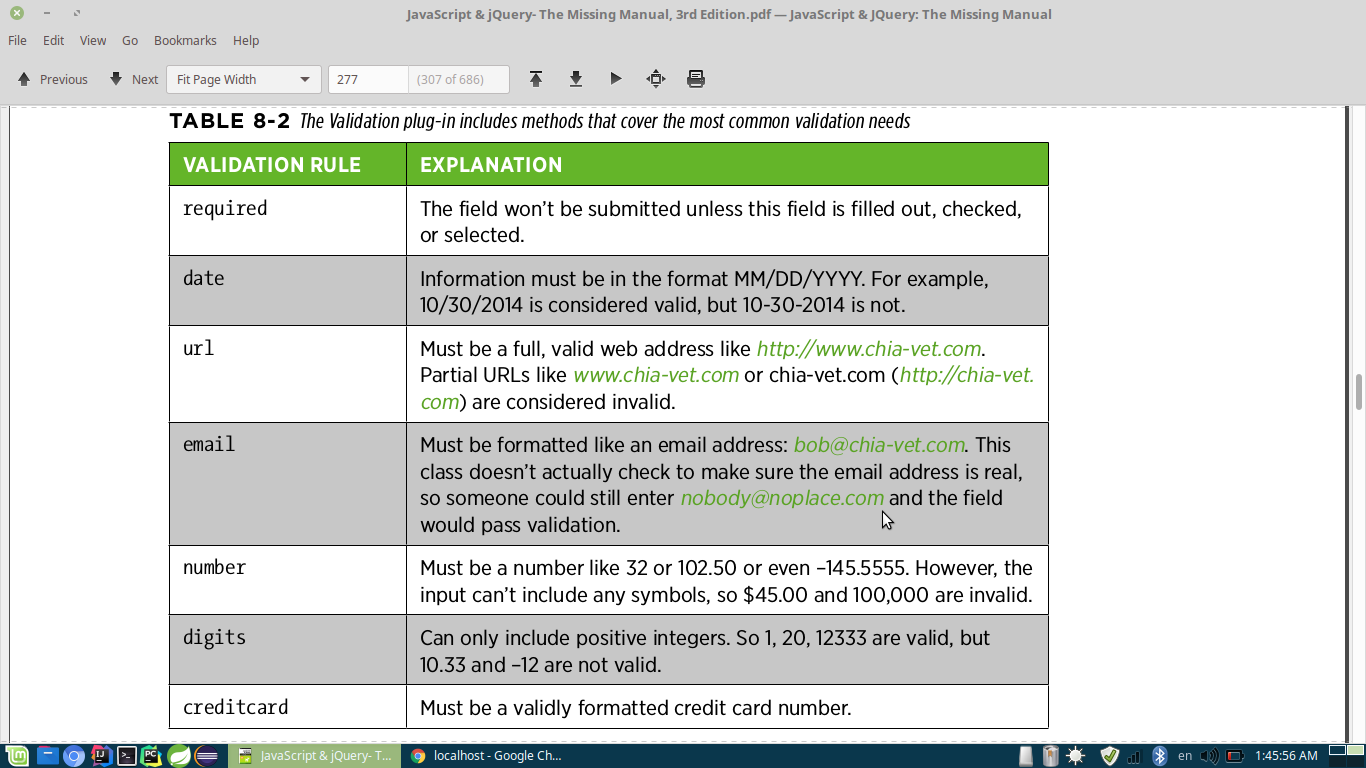 JavaScript & jQuery- The Missing Manual, 3rd Edition.pdf — JavaScript & JQuery: The Missing Manual
File Edit View Go Bookmarks Help
Previous Next Fit Page Width 277 (307 of 686)
TABLE 8-2 The Validation plug-in includes methods that cover the most common validation needs
VALIDATION RULE EXPLANATION
required The field won’t be submitted unless this field is filled out, checked,
or selected.
date Information must be in the format MM/DD/YYYY. For example,
10/30/2014 is considered valid, but 10-30-2014 is not.
url Must be a full, valid web address like http://www.chia-vet.com.
Partial URLs like www.chia-vet.com or chia-vet.com (http://chia-vet.
com) are considered invalid.
email Must be formatted like an email address: bob@chia-vet.com. This
class doesn’t actually check to make sure the email address is real,
so someone could still enter nobody@noplace.com and the field
would pass validation.
number Must be a number like 32 or 102.50 or even –145.5555. However, the
input can’t include any symbols, so $45.00 and 100,000 are invalid.
digits Can only include positive integers. So 1, 20, 12333 are valid, but
10.33 and –12 are not valid.
creditcard Must be a validly formatted credit card number.
JavaScript & jQuery- T... localhost - Google Ch... en 1:45:56 AM